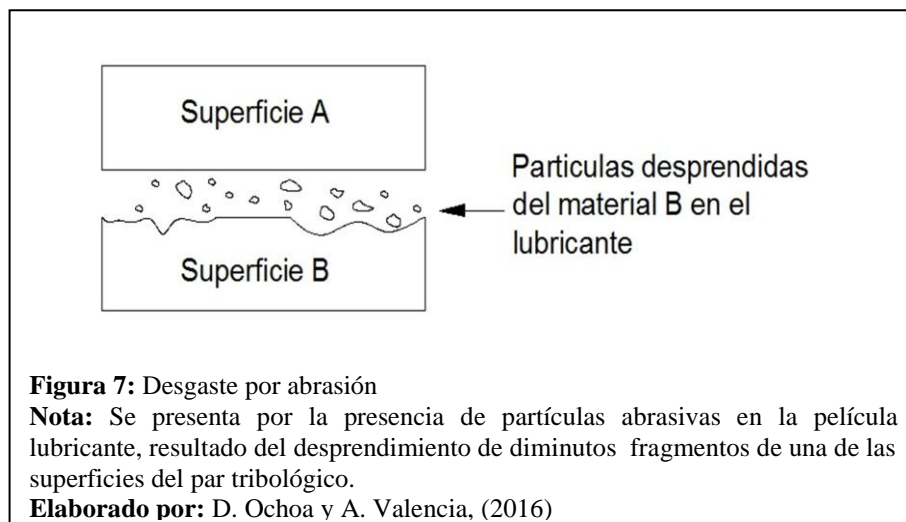 Superficie A
Particulas desprendidas
del material B en el
lubricante
Superficie B
Figura 7: Desgaste por abrasión
Nota: Se presenta por la presencia de partículas abrasivas en la película
lubricante, resultado del desprendimiento de diminutos fragmentos de una de las
superficies del par tribológico.
Elaborado por: D. Ochoa y A. Valencia, (2016)